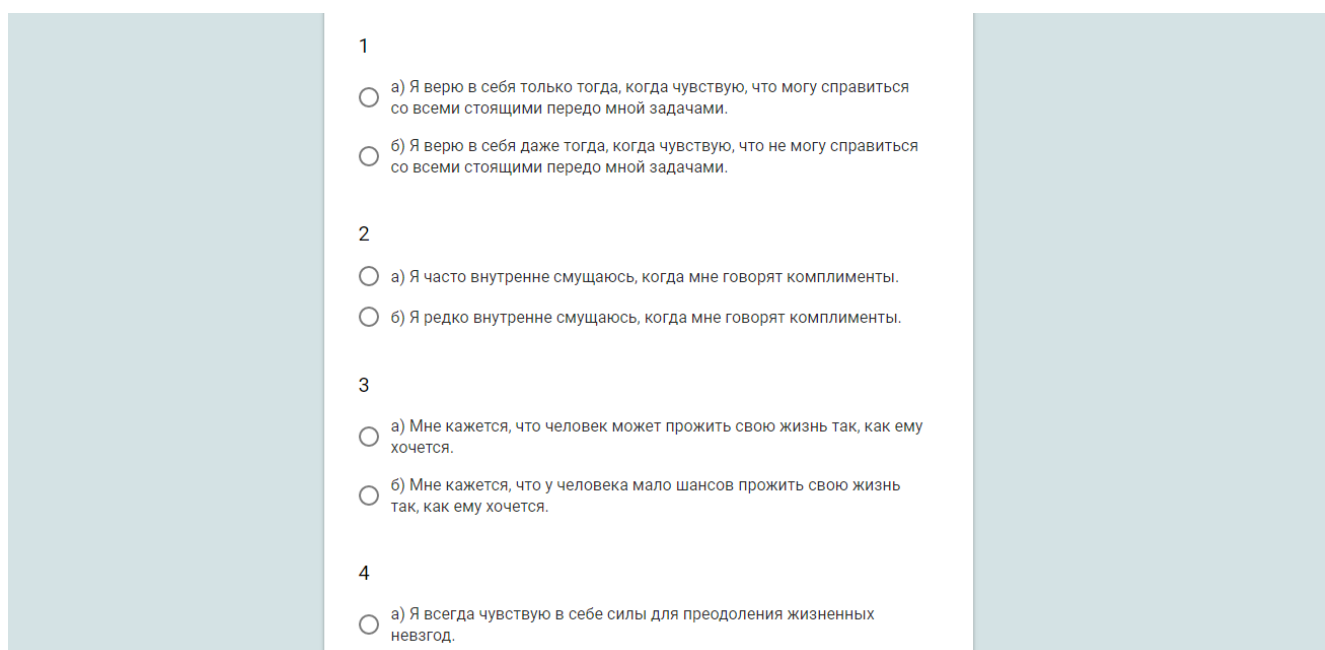 1
а) Я верю в себя только тогда, когда чувствую, что могу справиться
со всеми стоящими передо мной задачами.
б) Я верю в себя даже тогда, когда чувствую, что не могу справиться
со всеми стоящими передо мной задачами.
2
а) Я часто внутренне смущаюсь, когда мне говорят комплименты.
б) Я редко внутренне смущаюсь, когда мне говорят комплименты.
3
а) Мне кажется, что человек может прожить свою жизнь так, как ему
хочется.
б) Мне кажется, что у человека мало шансов прожить свою жизнь
так, как ему хочется.
4
а) Я всегда чувствую в себе силы для преодоления жизненных
невзгод.